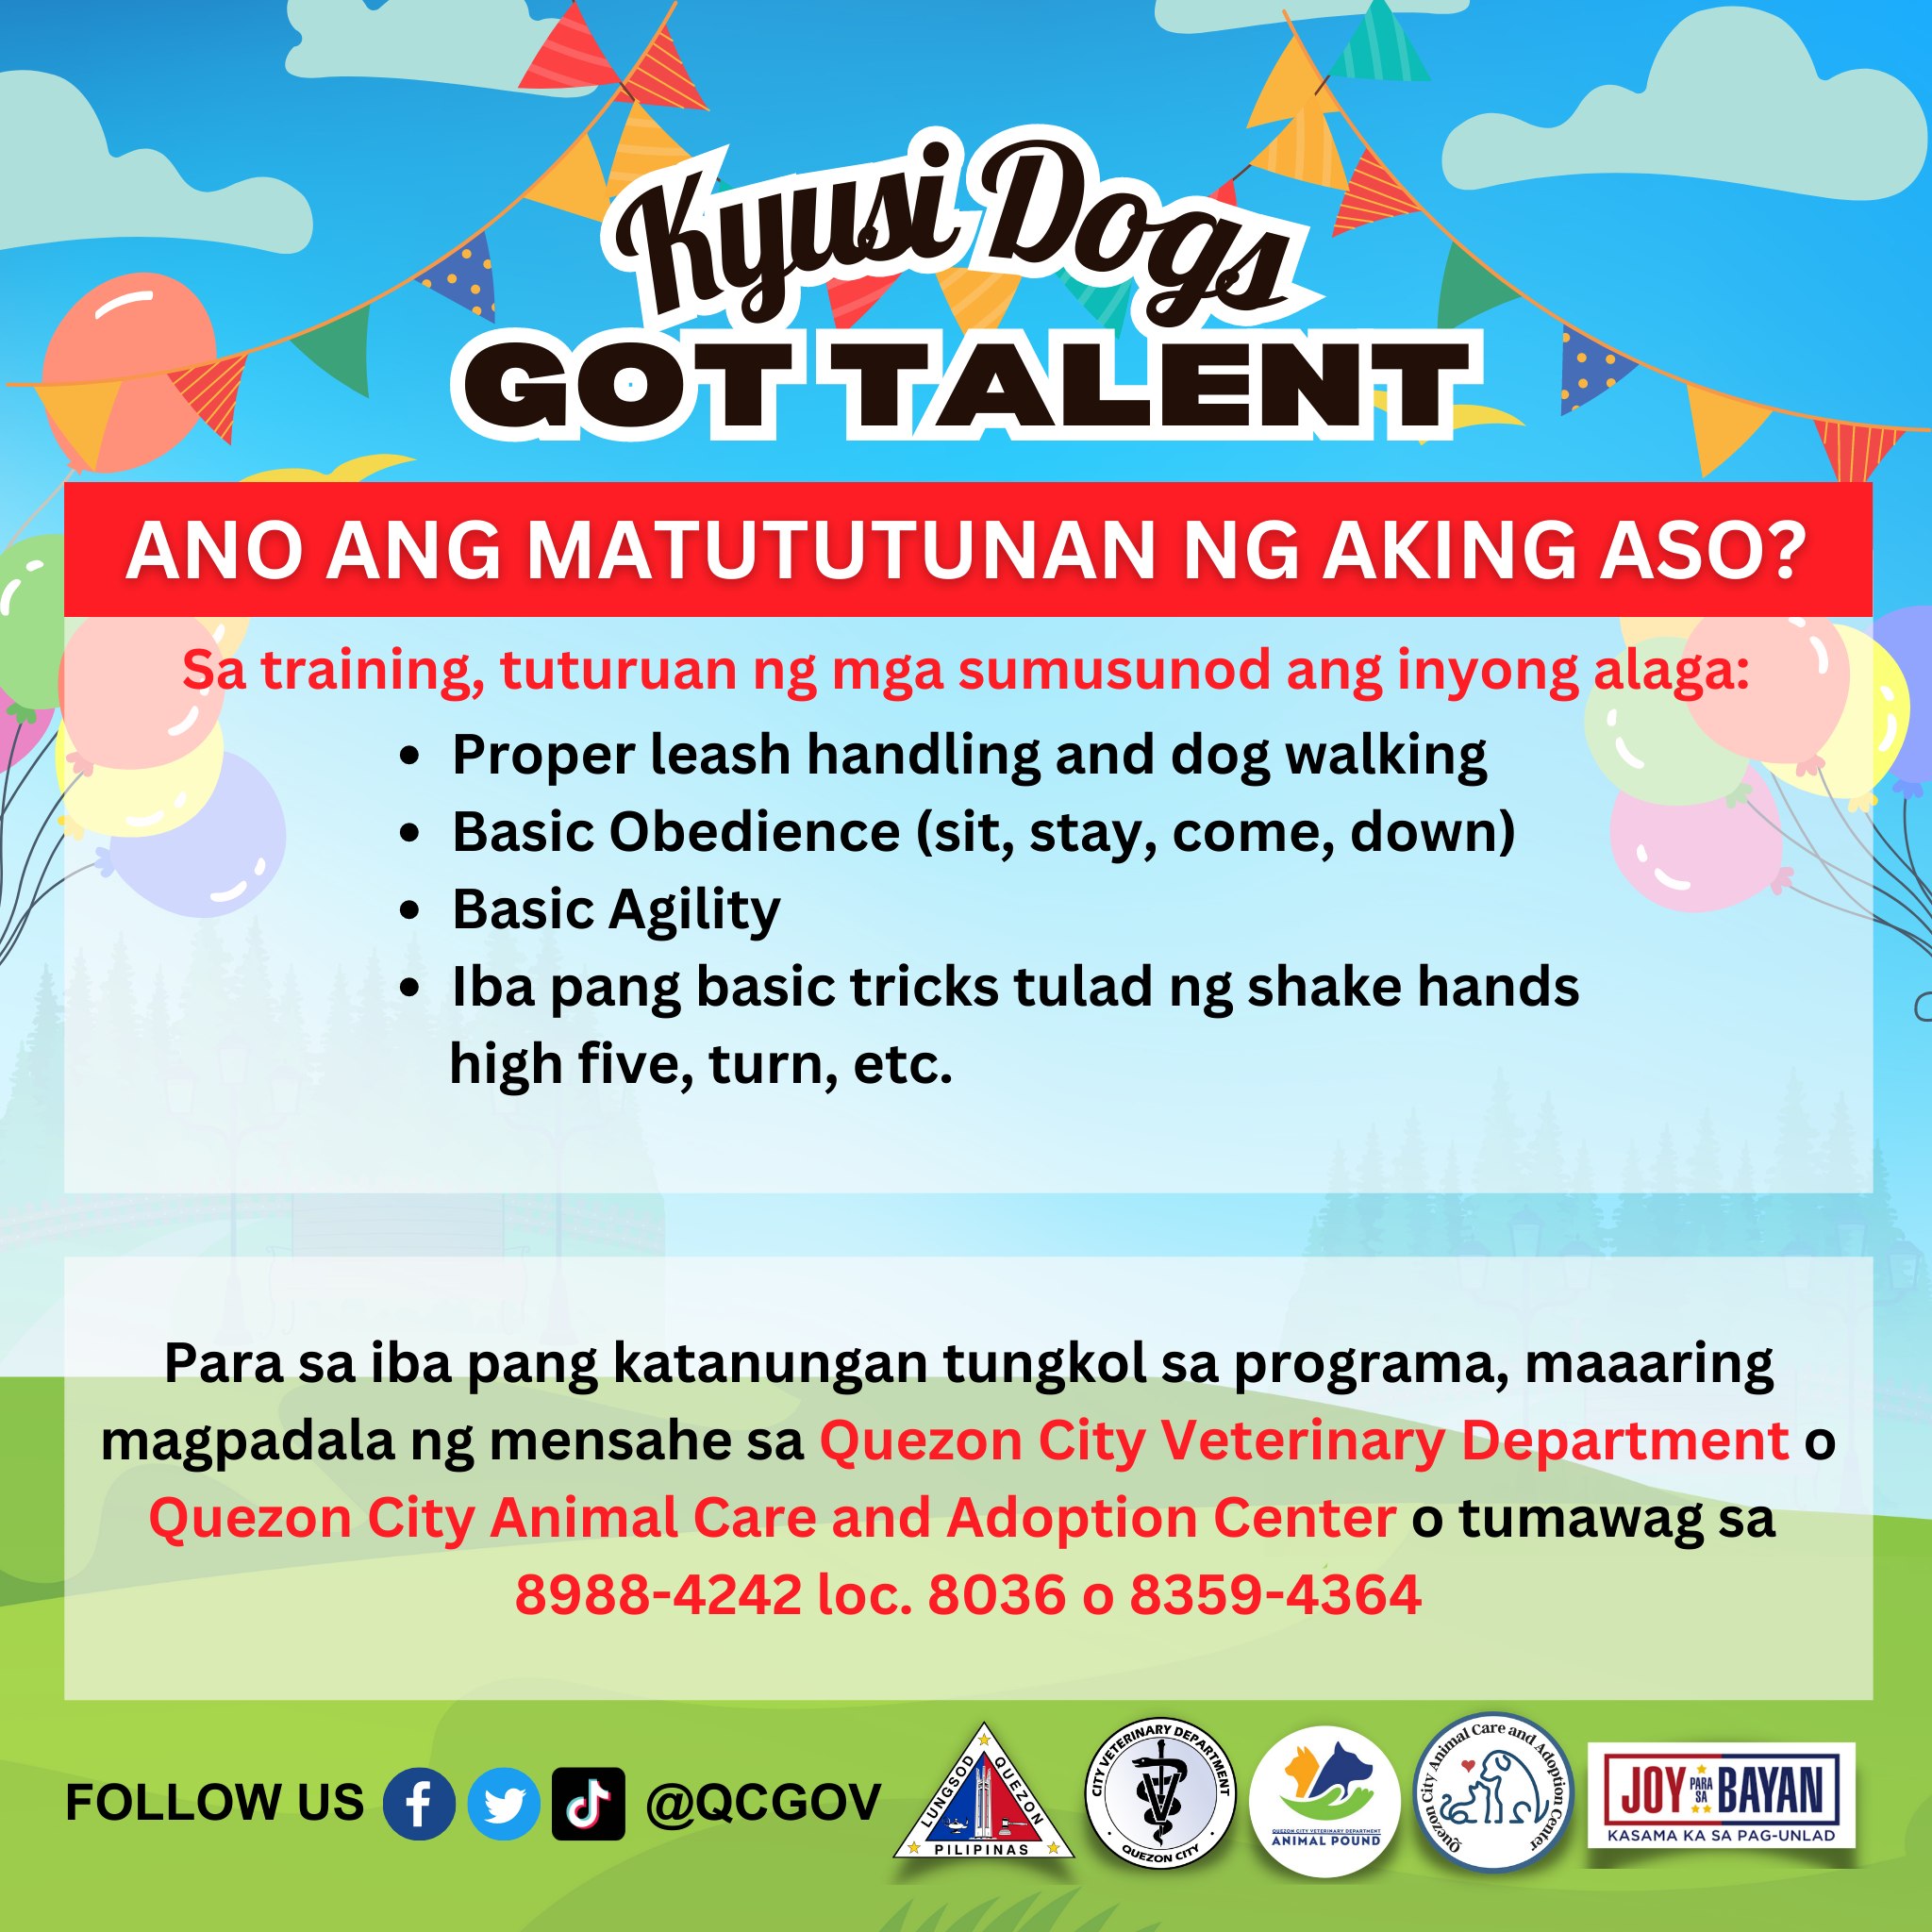 Kyusi Dogs
GOT TALENT
ANO ANG MATUTUTUNAN NG AKING ASO?
Sa training, tuturuan ng mga sumusunod ang inyong alaga:
• Proper leash handling and dog walking
• Basic Obedience (sit, stay, come, down)
• Basic Agility
• Iba pang basic tricks tulad ng shake hands
high five, turn, etc.
Para sa iba pang katanungan tungkol sa programa, maaaring
magpadala ng mensahe sa Quezon City Veterinary Department o
Quezon City Animal Care and Adoption Center o tumawag sa
8988-4242 loc. 8036 o 8359-4364
FOLLOW US @QCGOV
LUNGSOD QUEZON
PILIPINAS
CITY VETERINARY DEPARTMENT
QUEZON CITY
QUEZON CITY VETERINARY DEPARTMENT
ANIMAL POUND
Quezon City Animal Care and Adoption Center
JOY PARA SA BAYAN
KASAMA KA SA PAG-UNLAD